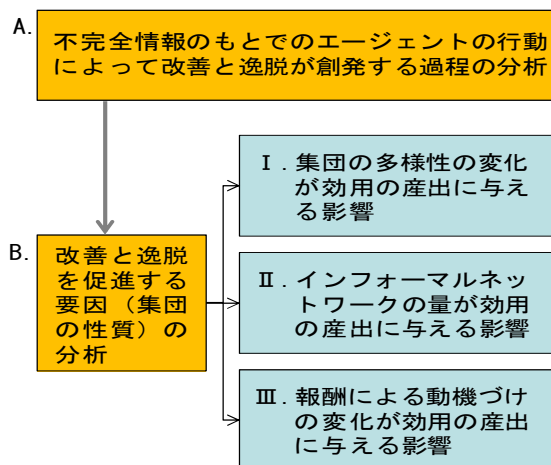 A.
不完全情報のもとでのエージェントの行動
によって改善と逸脱が創発する過程の分析
B.
改善と逸脱
を促進する
要因（集団
の性質）の
分析
Ⅰ．集団の多様性の変化
が効用の産出に与え
る影響
Ⅱ．インフォーマルネッ
トワークの量が効用
の産出に与える影響
Ⅲ．報酬による動機づけ
の変化が効用の産出
に与える影響